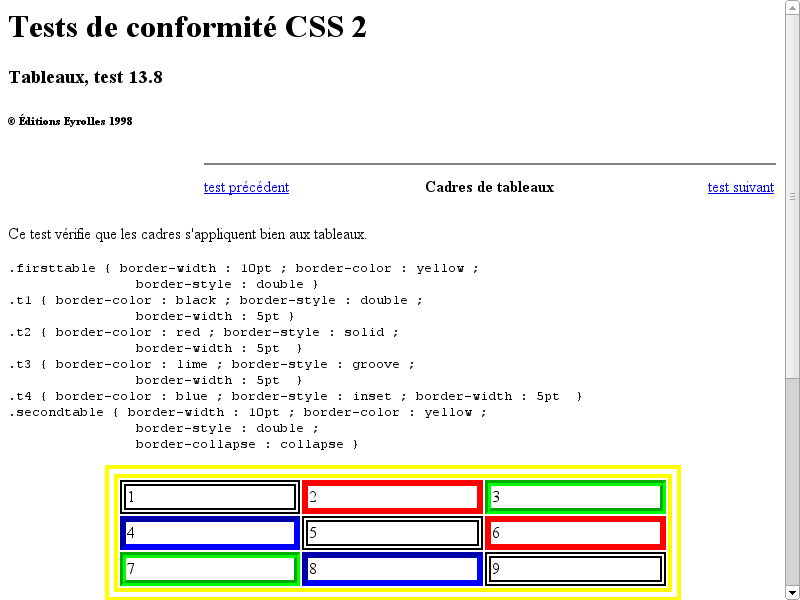 Tests de conformité CSS 2
Tableaux, test 13.8
© Éditions Eyrolles 1998
test précédent Cadres de tableaux test suivant
Ce test vérifie que les cadres s'appliquent bien aux tableaux.
.firsttable { border-width : 10pt ; border-color : yellow ;
border-style : double }
.t1 { border-color : black ; border-style : double ;
border-width : 5pt }
.t2 { border-color : red ; border-style : solid ;
border-width : 5pt  }
.t3 { border-color : lime ; border-style : groove ;
border-width : 5pt  }
.t4 { border-color : blue ; border-style : inset ; border-width : 5pt  }
.secondtable { border-width : 10pt ; border-color : yellow ;
border-style : double ;
border-collapse : collapse }
1 2 3
4 5 6
7 8 9